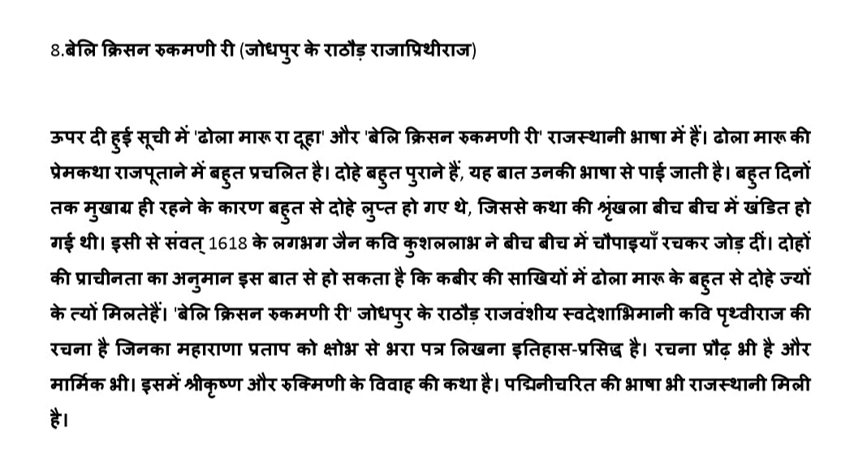 8.बेलि क्रिसन रुकमणी री (जोधपुर के राठौड़ राजाप्रिथीराज)
ऊपर दी हुई सूची में 'ढोला मारू रा दूहा' और 'बेलि क्रिसन रुकमणी री' राजस्थानी भाषा में हैं। ढोला मारू की
प्रेमकथा राजपूताने में बहुत प्रचलित है। दोहे बहुत पुराने हैं, यह बात उनकी भाषा से पाई जाती है। बहुत दिनों
तक मुखाग्र ही रहने के कारण बहुत से दोहे लुप्त हो गए थे, जिससे कथा की श्रृंखला बीच बीच में खंडित हो
गई थी। इसी से संवत् 1618 के लगभग जैन कवि कुशललाभ ने बीच बीच में चौपाइयाँ रचकर जोड़ दीं। दोहों
की प्राचीनता का अनुमान इस बात से हो सकता है कि कबीर की साखियों में ढोला मारू के बहुत से दोहे ज्यों
के त्यों मिलतेहैं। 'बेलि क्रिसन रुकमणी री' जोधपुर के राठौड़ राजवंशीय स्वदेशाभिमानी कवि पृथ्वीराज की
रचना है जिनका महाराणा प्रताप को क्षोभ से भरा पत्र लिखना इतिहास-प्रसिद्ध है। रचना प्रौढ़ भी है और
मार्मिक भी। इसमें श्रीकृष्ण और रुक्मिणी के विवाह की कथा है। पद्मिनीचरित की भाषा भी राजस्थानी मिली
है।